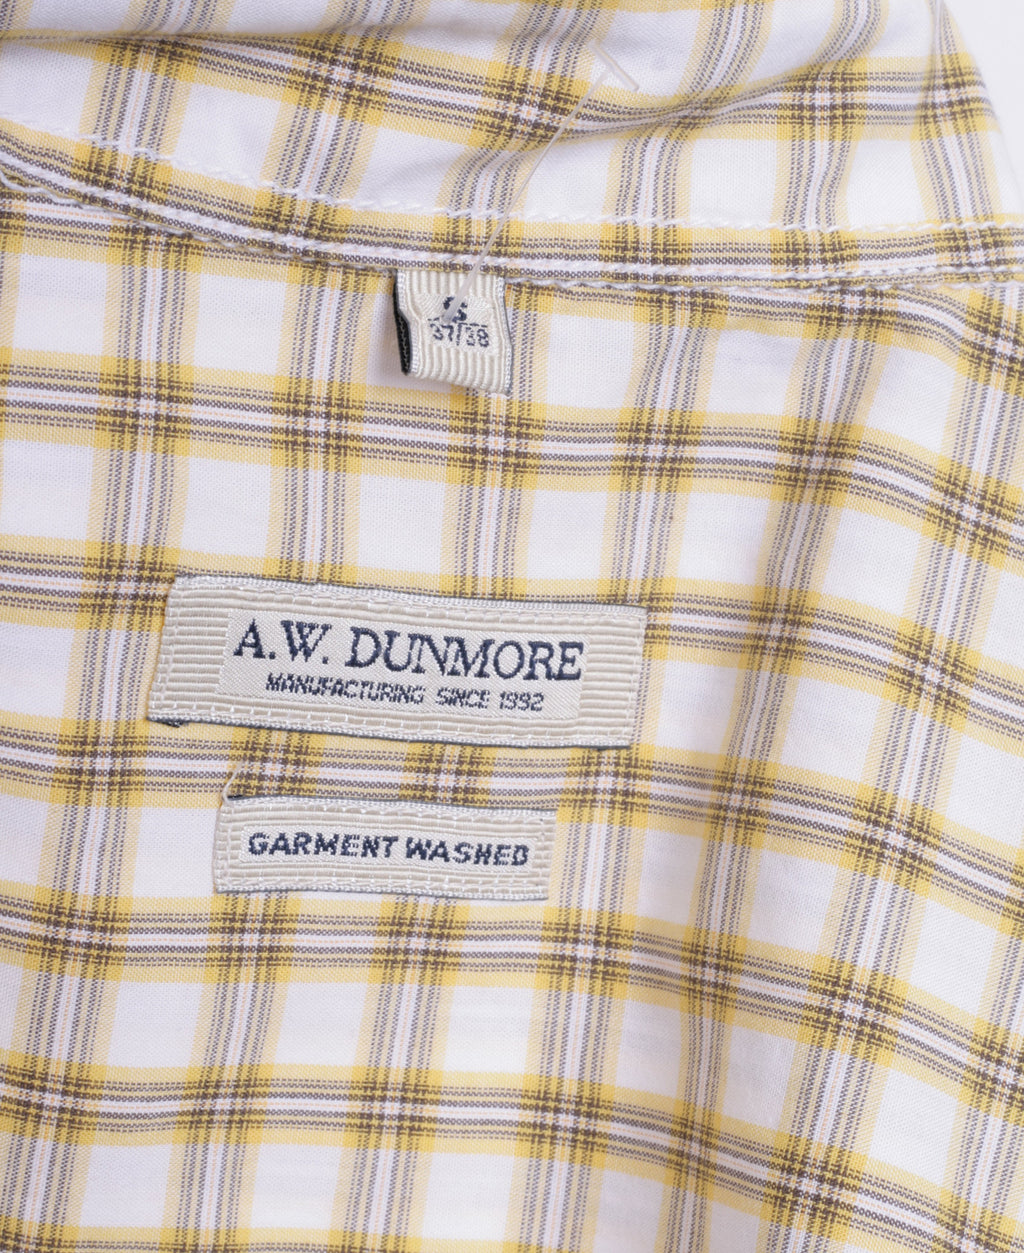 S
37/38
A.W. DUNMORE
MANUFACTURING SINCE 1992
GARMENT WASHED